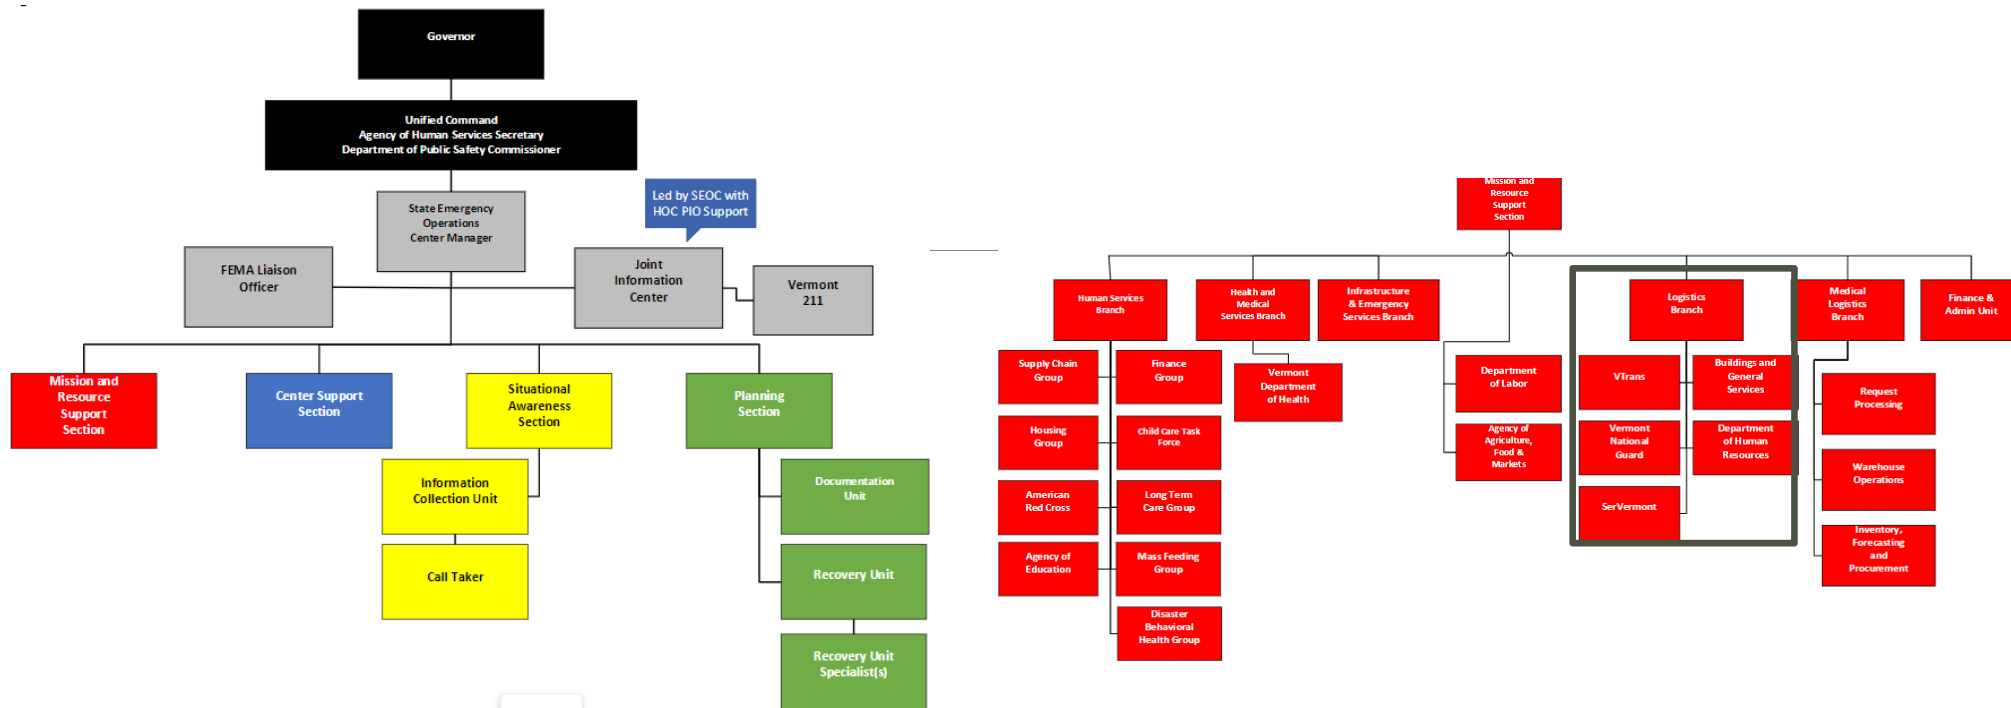 Governor
Unified Command
Agency of Human Services Secretary
Department of Public Safety Commissioner
State Emergency
Operations
Center Manager
Led by SEOC with
HOC PIO Support
FEMA Liaison
Officer
Joint
Information
Center
Vermont
211
Mission and
Resource
Support
Section
Center Support
Section
Situational
Awareness
Section
Planning
Section
Information
Collection Unit
Call Taker
Documentation
Unit
Recovery Unit
Recovery Unit
Specialist(s)
Mission and
Resource
Support
Section
Human Services
Branch
Health and
Medical
Services Branch
Infrastructure
& Emergency
Services Branch
Logistics
Branch
Medical
Logistics
Branch
Finance &
Admin Unit
Supply Chain
Group
Finance
Group
Housing
Group
Child Care Task
Force
American
Red Cross
Long Term
Care Group
Agency of
Education
Mass Feeding
Group
Disaster
Behavioral
Health Group
Vermont
Department
of Health
Department
of Labor
Agency of
Agriculture,
Food &
Markets
VTrans
Buildings and
General
Services
Vermont
National
Guard
Department
of Human
Resources
SerVermont
Request
Processing
Warehouse
Operations
Inventory,
Forecasting
and
Procurement